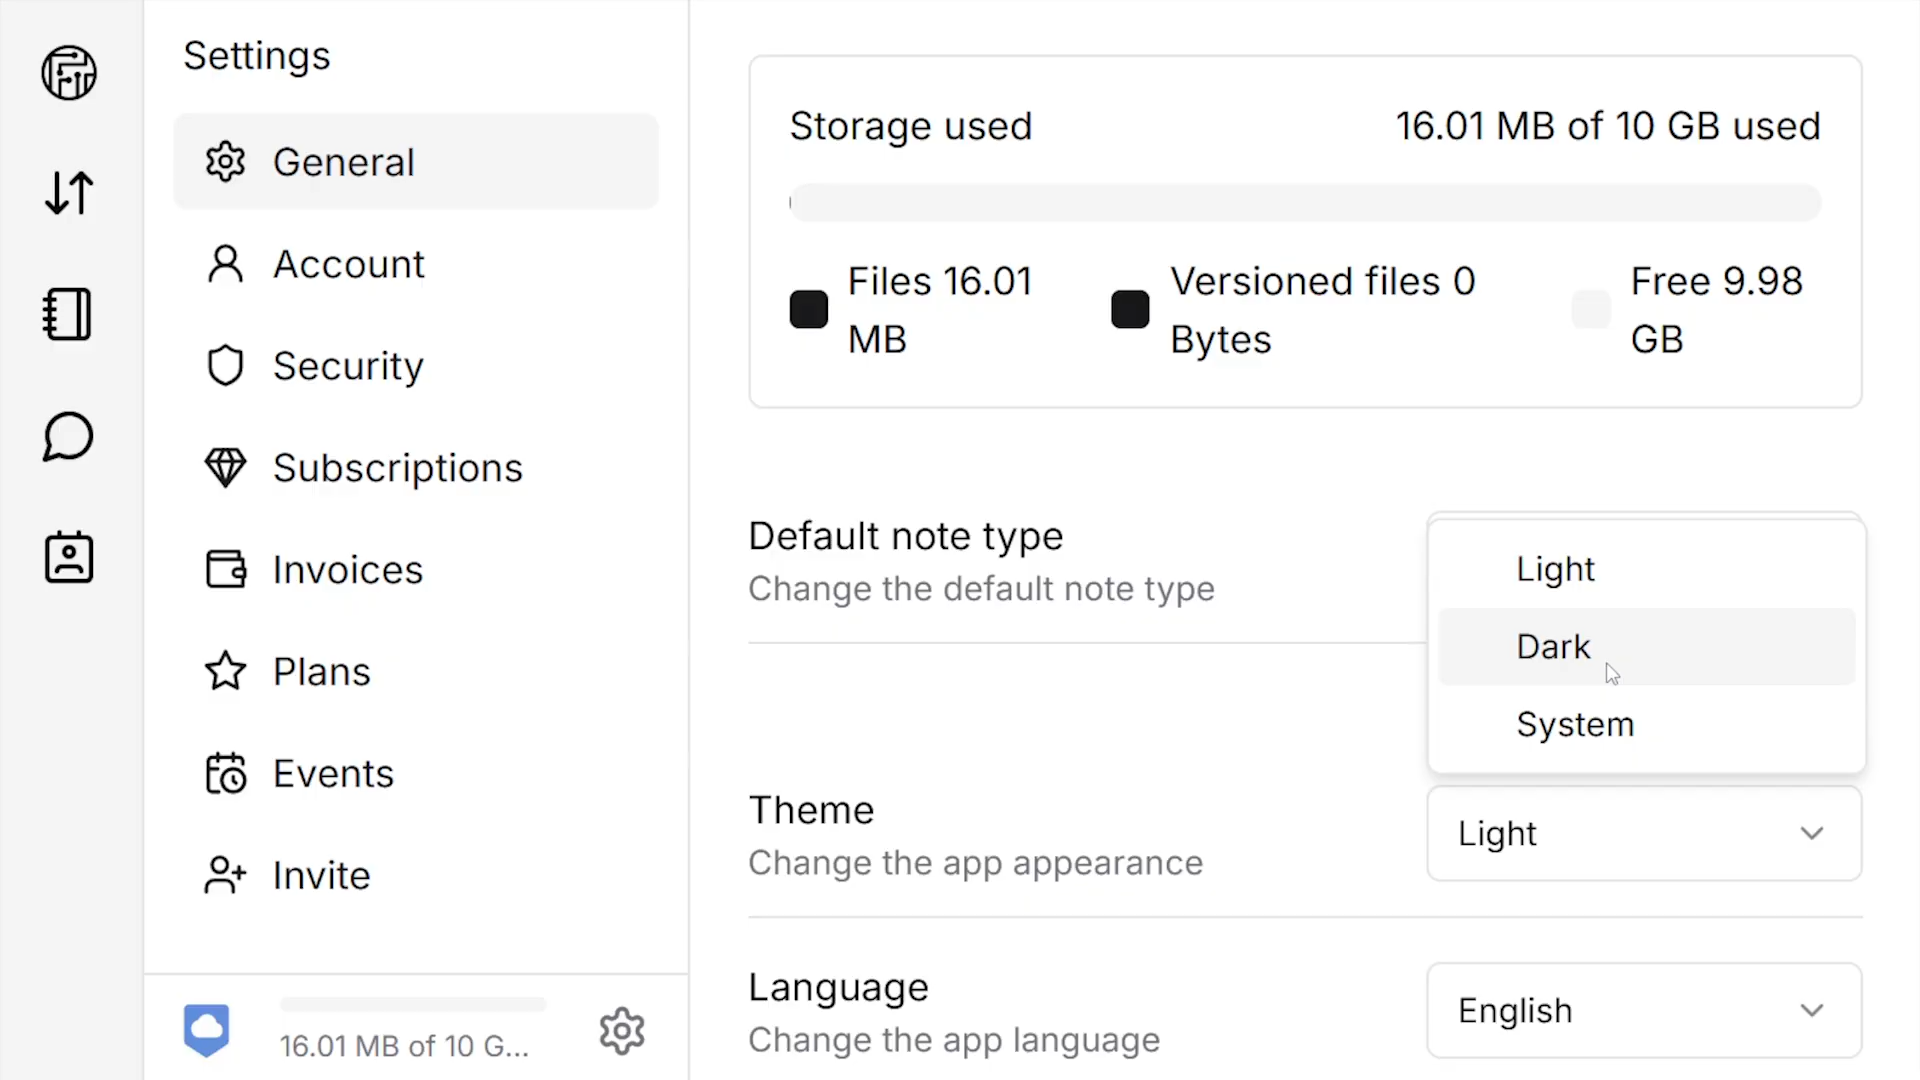 Settings
General
Account
Security
Subscriptions
Invoices
Plans
Events
Invite
16.01 MB of 10 G...
Storage used
16.01 MB of 10 GB used
Files 16.01
MB
Versioned files 0
Bytes
Free 9.98
GB
Default note type
Change the default note type
Light
Dark
System
Theme
Change the app appearance
Light
Language
Change the app language
English